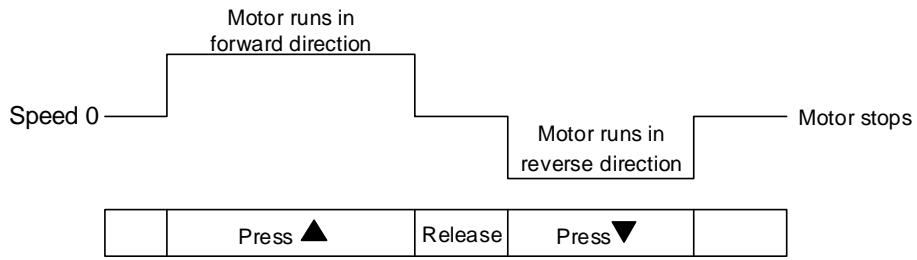 Motor runs in
forward direction
Speed 0
Motor stops
Motor runs in
reverse direction
Press ▲
Release
Press▼